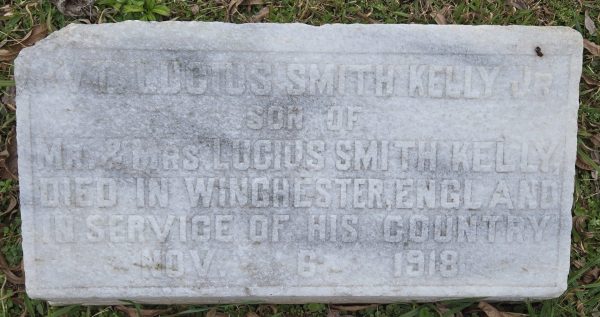 PVT. LUCIUS SMITH KELLY JR
SON OF
MR. & MRS. LUCIUS SMITH KELLY
DIED IN WINCHESTER, ENGLAND
IN SERVICE OF HIS COUNTRY
NOV. 6 1918